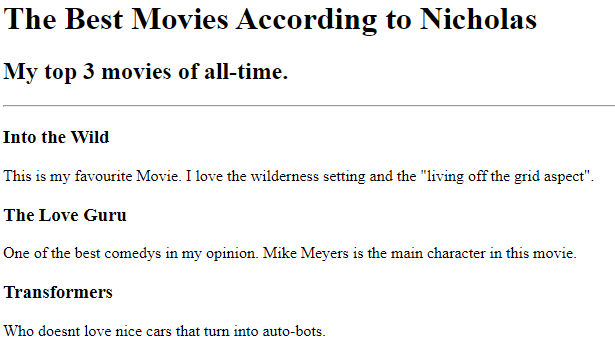 The Best Movies According to Nicholas
My top 3 movies of all-time.
Into the Wild
This is my favourite Movie. I love the wilderness setting and the "living off the grid aspect".
The Love Guru
One of the best comedys in my opinion. Mike Meyers is the main character in this movie.
Transformers
Who doesnt love nice cars that turn into auto-bots.